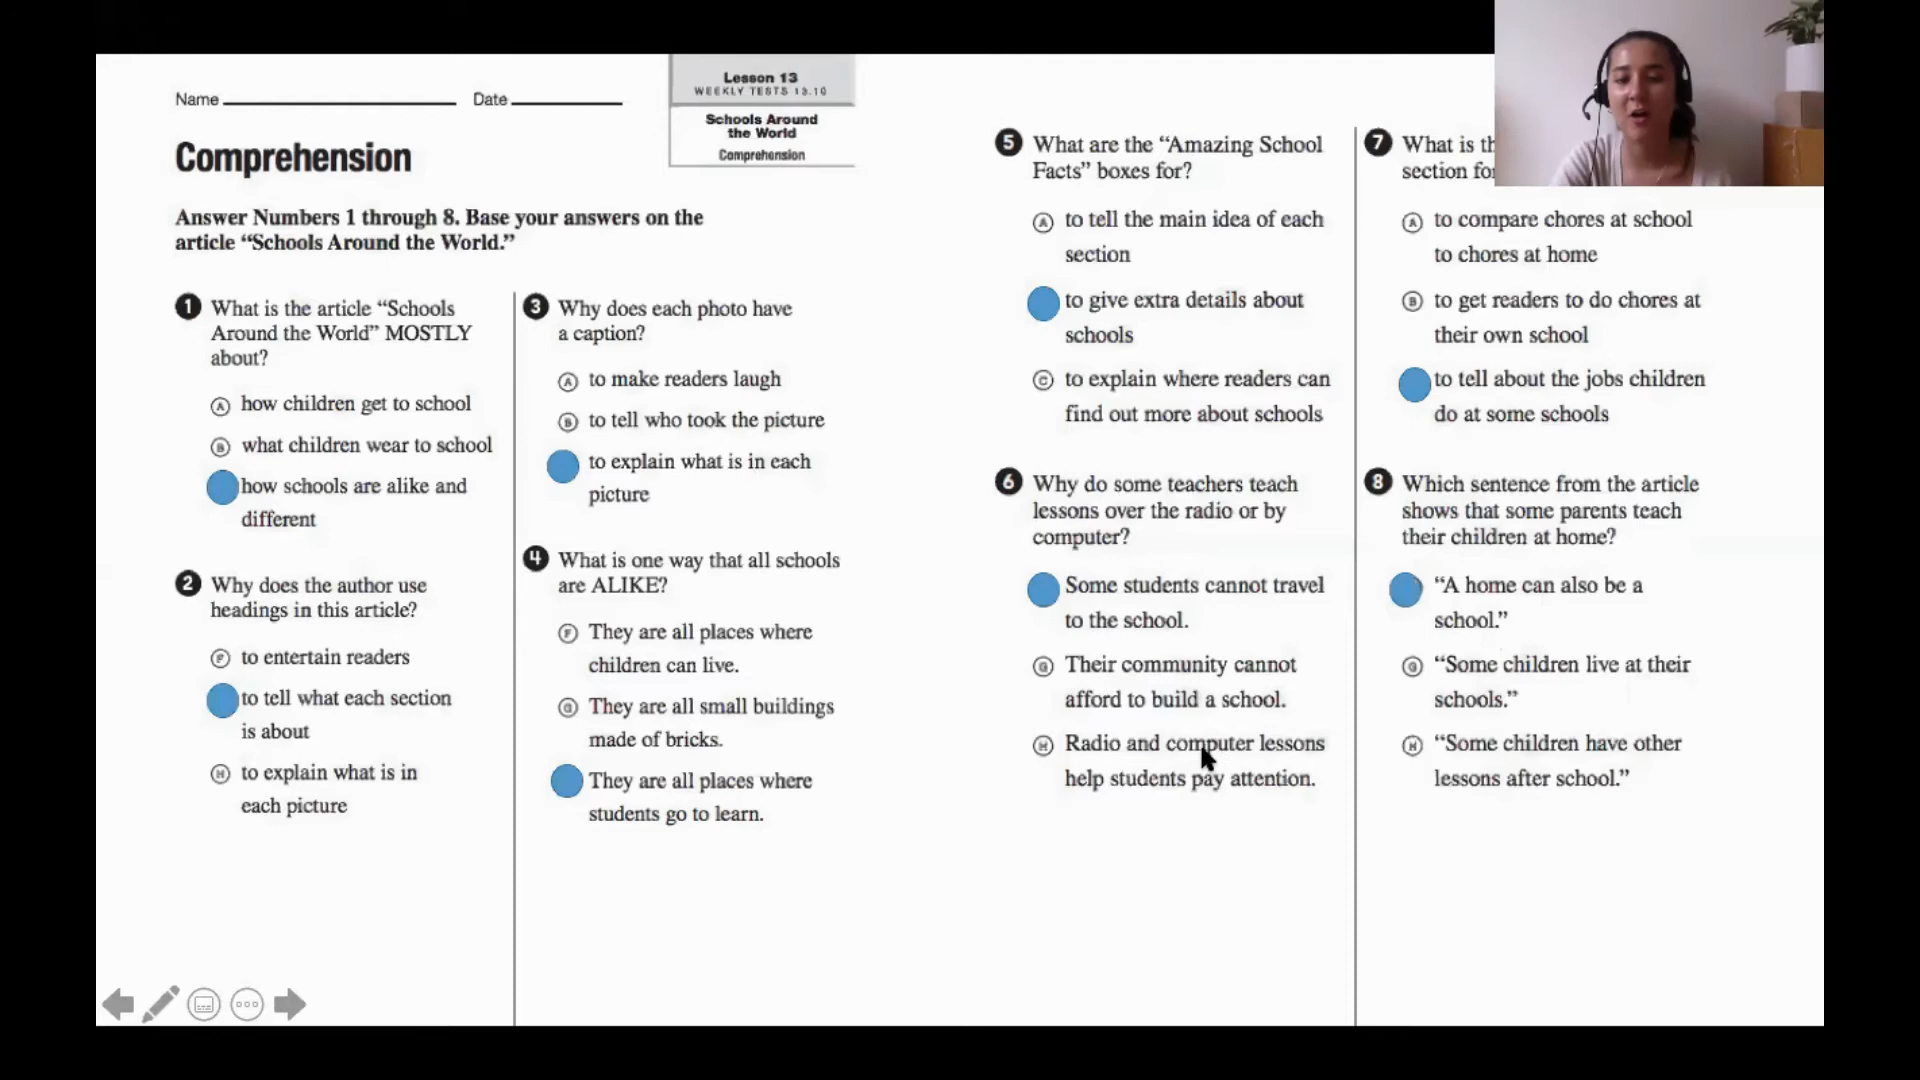 Name Date
Lesson 13
WEEKLY TESTS 13.10
Schools Around
the World
Comprehension
Comprehension
Answer Numbers 1 through 8. Base your answers on the
article “Schools Around the World.”
1 What is the article “Schools
Around the World” MOSTLY
about?
A how children get to school
B what children wear to school
how schools are alike and
different
2 Why does the author use
headings in this article?
F to entertain readers
to tell what each section
is about
H to explain what is in
each picture
3 Why does each photo have
a caption?
A to make readers laugh
B to tell who took the picture
to explain what is in each
picture
4 What is one way that all schools
are ALIKE?
F They are all places where
children can live.
G They are all small buildings
made of bricks.
They are all places where
students go to learn.
5 What are the “Amazing School
Facts” boxes for?
A to tell the main idea of each
section
to give extra details about
schools
C to explain where readers can
find out more about schools
6 Why do some teachers teach
lessons over the radio or by
computer?
Some students cannot travel
to the school.
G Their community cannot
afford to build a school.
H Radio and computer lessons
help students pay attention.
7 What is
section
A to compare chores at school
to chores at home
B to get readers to do chores at
their own school
to tell about the jobs children
do at some schools
8 Which sentence from the article
shows that some parents teach
their children at home?
“A home can also be a
school.”
G “Some children live at their
schools.”
H “Some children have other
lessons after school.”